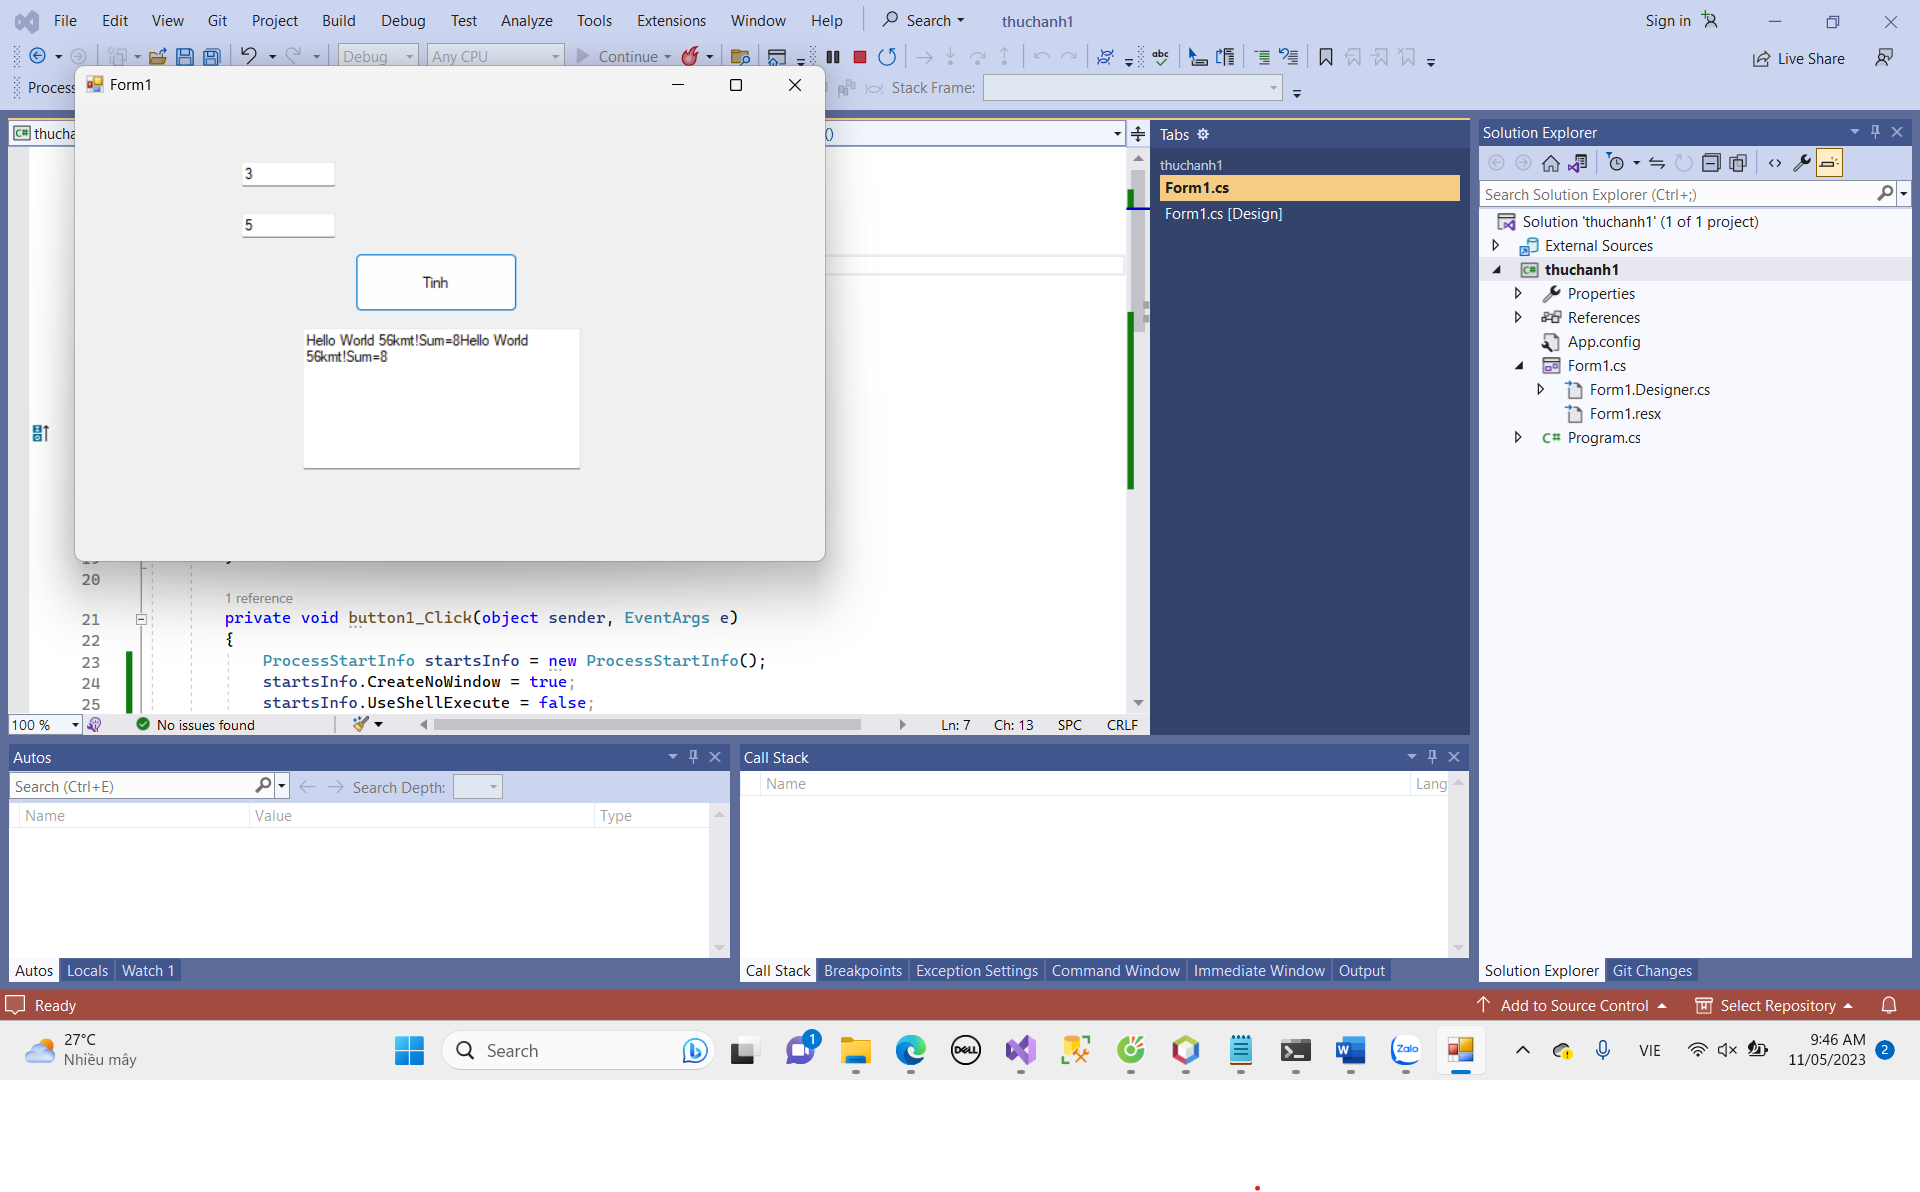 File Edit View Git Project Build Debug Test Analyze Tools Extensions Window Help Search thuchanh1 Sign in
Debug Any CPU Continue Live Share
Process Stack Frame:
Form1
3
5
Tinh
Hello World 56kmt!Sum=8Hello World
56kmt!Sum=8
C# thucha ()
20
1 reference
21 private void button1_Click(object sender, EventArgs e)
22 {
23 ProcessStartInfo startsInfo = new ProcessStartInfo();
24 startsInfo.CreateNoWindow = true;
25 startsInfo.UseShellExecute = false;
100 % No issues found Ln: 7 Ch: 13 SPC CRLF
Tabs
thuchanh1
Form1.cs
Form1.cs [Design]
Solution Explorer
Search Solution Explorer (Ctrl+;)
Solution 'thuchanh1' (1 of 1 project)
External Sources
C# thuchanh1
Properties
References
App.config
Form1.cs
Form1.Designer.cs
Form1.resx
C# Program.cs
Autos
Search (Ctrl+E) Search Depth:
Name Value Type
Autos Locals Watch 1
Call Stack
Name Lang
Call Stack Breakpoints Exception Settings Command Window Immediate Window Output
Solution Explorer Git Changes
Ready Add to Source Control Select Repository
27°C
Nhiều mây
Search
1
DELL
W
Zalo
VIE
9:46 AM
11/05/2023
2